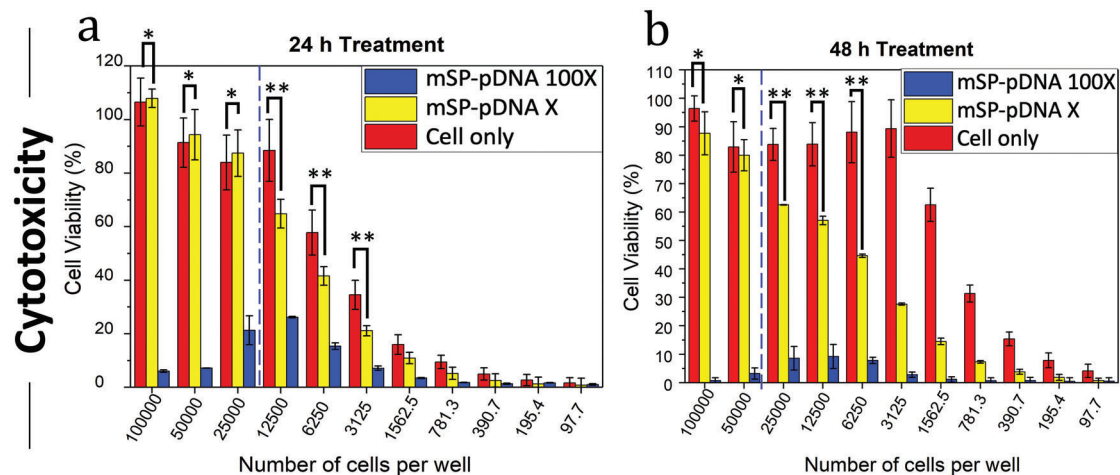 Cytotoxicity
a
24 h Treatment
mSP-pDNA 100X
mSP-pDNA X
Cell only
* * * ** ** **
Cell Viability (%)
120
100
80
60
40
20
0
100000 50000 25000 12500 6250 3125 1562.5 781.3 390.7 195.4 97.7
Number of cells per well
b
48 h Treatment
mSP-pDNA 100X
mSP-pDNA X
Cell only
* * ** ** **
Cell Viability (%)
110
100
90
80
70
60
50
40
30
20
10
0
100000 50000 25000 12500 6250 3125 1562.5 781.3 390.7 195.4 97.7
Number of cells per well